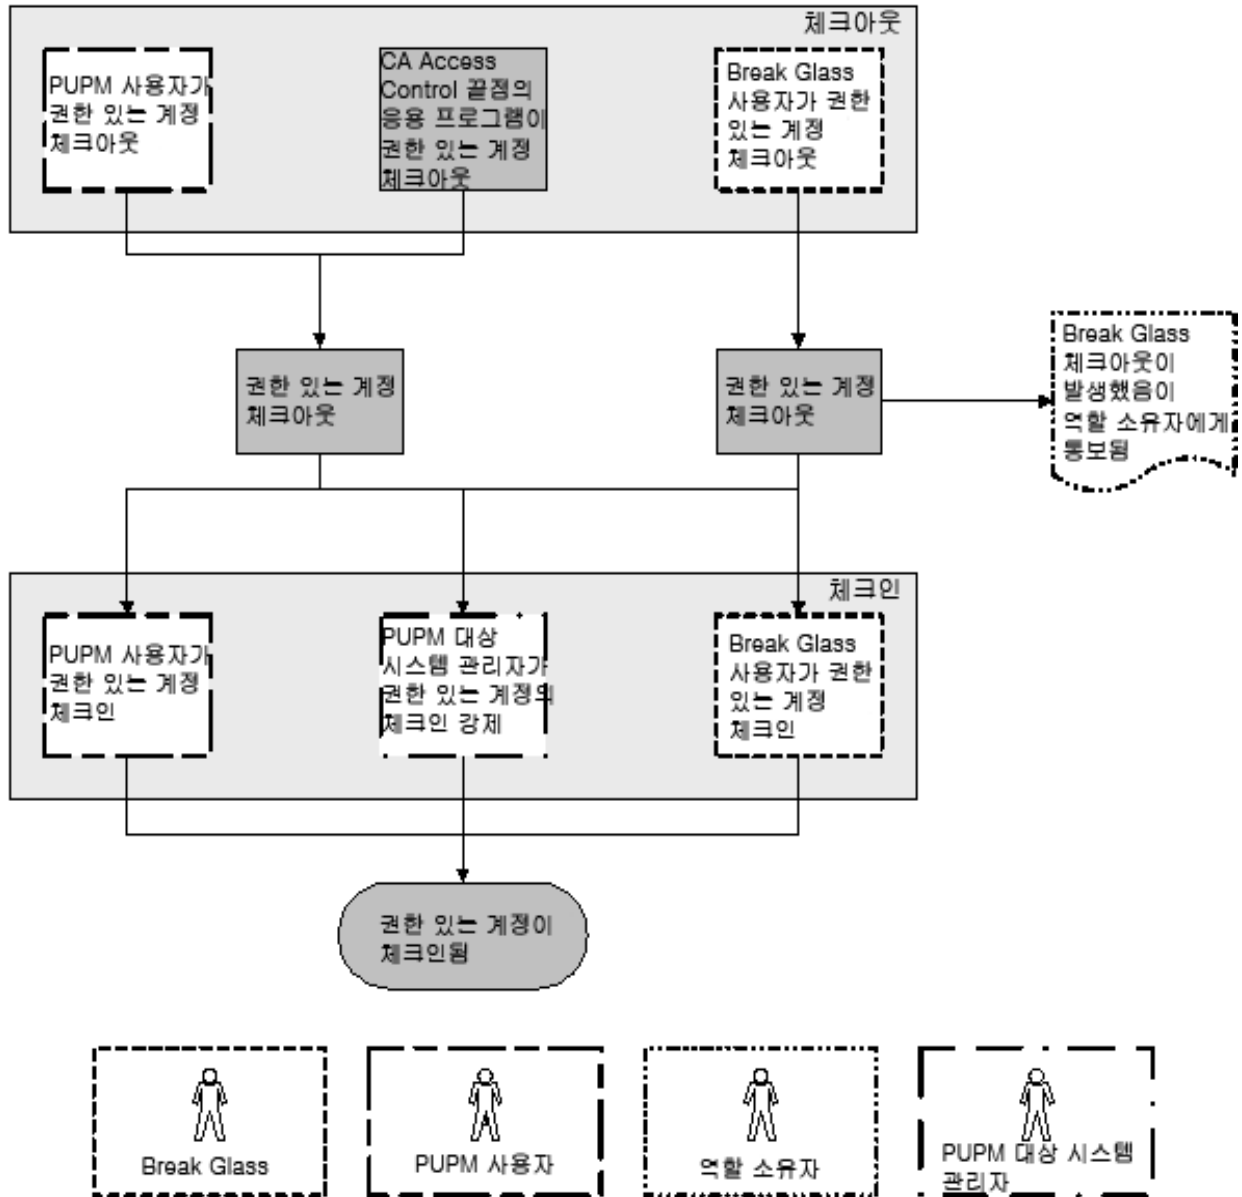 체크아웃
PUPM 사용자가
권한 있는 계정
체크아웃
CA Access
Control 끝점의
응용 프로그램이
권한 있는 계정
체크아웃
Break Glass
사용자가 권한
있는 계정
체크아웃
권한 있는 계정
체크아웃
권한 있는 계정
체크아웃
Break Glass
체크아웃이
발생했음이
역할 소유자에게
통보됨
체크인
PUPM 사용자가
권한 있는 계정
체크인
PUPM 대상
시스템 관리자가
권한 있는 계정의
체크인 강제
Break Glass
사용자가 권한
있는 계정
체크인
권한 있는 계정이
체크인됨
Break Glass
PUPM 사용자
역할 소유자
PUPM 대상 시스템
관리자